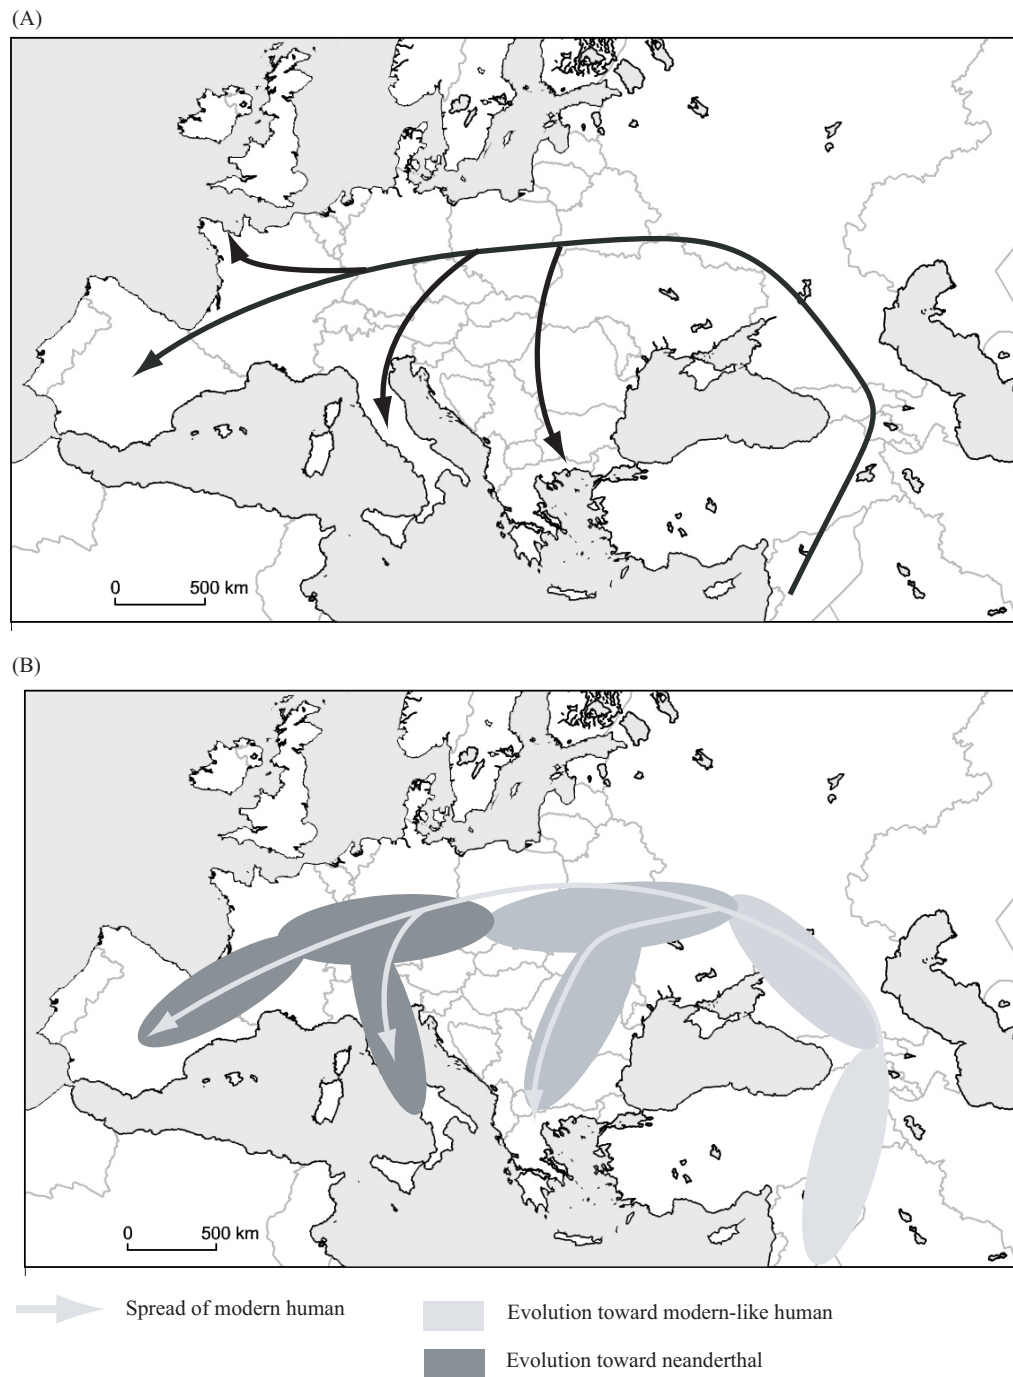 (A)
0 500 km
(B)
0 500 km
Spread of modern human
Evolution toward modern-like human
Evolution toward neanderthal